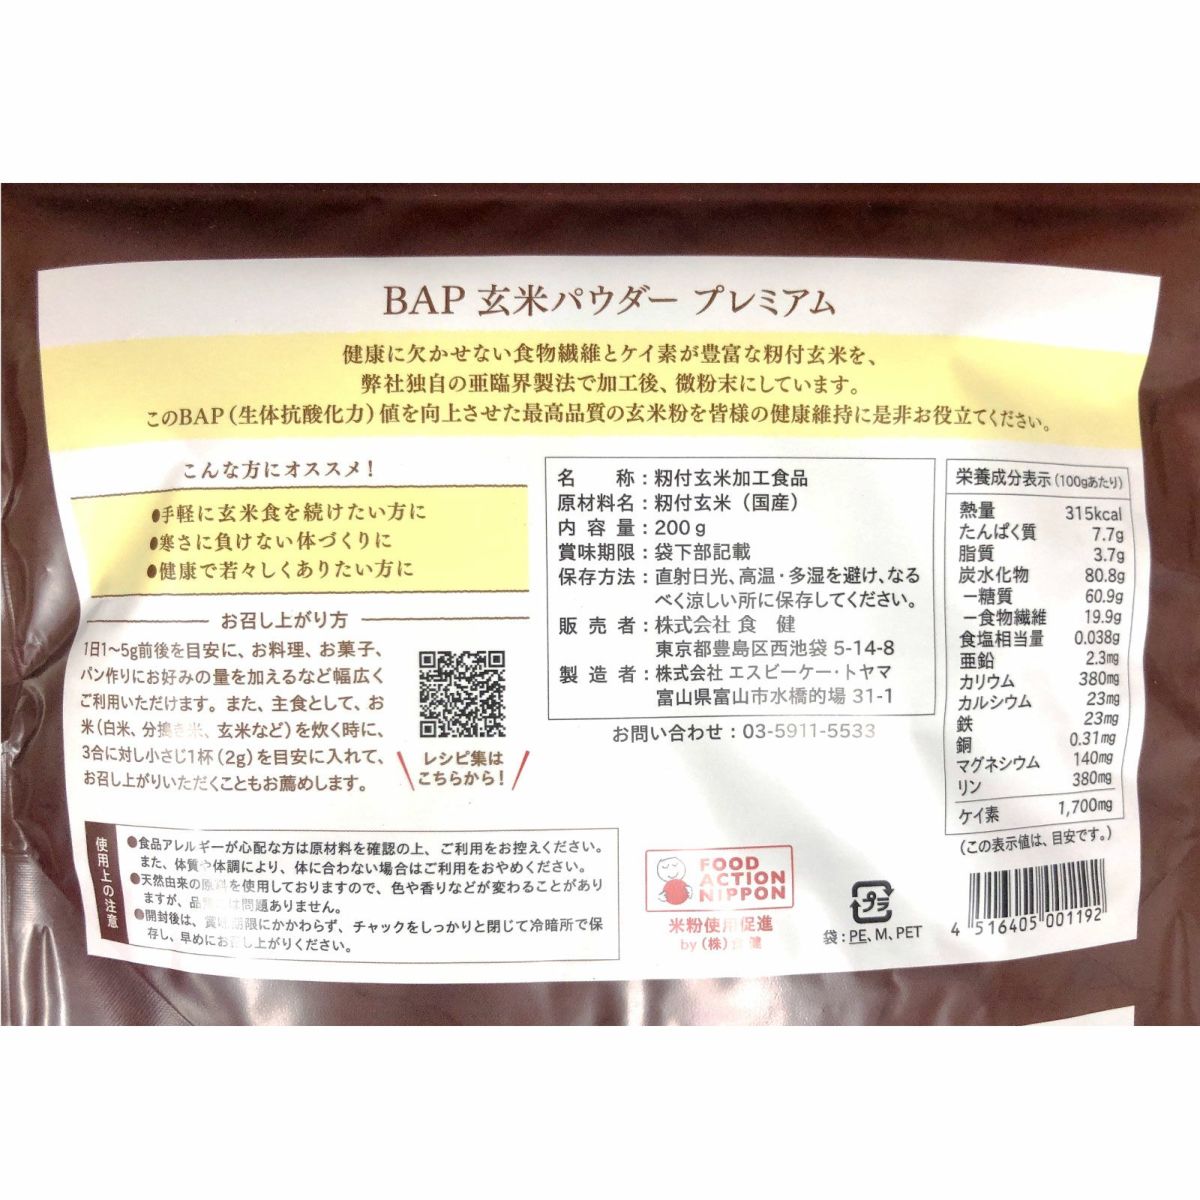 BAP 玄米パウダー プレミアム
健康に欠かせない食物繊維とケイ素が豊富な籾付玄米を、
弊社独自の亜臨界製法で加工後、微粉末にしています。
このBAP（生体抗酸化力）値を向上させた最高品質の玄米粉を皆様の健康維持に是非お役立てください。
こんな方にオススメ！
●手軽に玄米食を続けたい方に
●寒さに負けない体づくりに
●健康で若々しくありたい方に
お召し上がり方
1日1〜5g前後を目安に、お料理、お菓子、
パン作りにお好みの量を加えるなど幅広く
ご利用いただけます。また、主食として、お
米（白米、分搗き米、玄米など）を炊く時に、
3合に対し小さじ1杯（2g）を目安に入れて、
お召し上がりいただくこともお薦めします。
レシピ集は
こちらから！
名称：籾付玄米加工食品
原材料名：籾付玄米（国産）
内容量：200g
賞味期限：袋下部記載
保存方法：直射日光、高温・多湿を避け、なる
べく涼しい所に保存してください。
販売者：株式会社 食 健
東京都豊島区西池袋 5-14-8
製造者：株式会社 エスビーケー・トヤマ
富山県富山市水橋的場 31-1
お問い合わせ：03-5911-5533
栄養成分表示（100gあたり）
熱量 315kcal
たんぱく質 7.7g
脂質 3.7g
炭水化物 80.8g
－糖質 60.9g
－食物繊維 19.9g
食塩相当量 0.038g
亜鉛 2.3mg
カリウム 380mg
カルシウム 23mg
鉄 23mg
銅 0.31mg
マグネシウム 140mg
リン 380mg
ケイ素 1,700mg
（この表示値は、目安です。）
使用上の注意
●食品アレルギーが心配な方は原材料を確認の上、ご利用をお控えください。
また、体質や体調により、体に合わない場合はご利用をおやめください。
●天然由来の原料を使用しておりますので、色や香りなどが変わることがあり
ますが、品質には問題ありません。
●開封後は、賞味期限にかかわらず、チャックをしっかりと閉じて冷暗所で保
存し、早めにお召し上がりください。
FOOD
ACTION
NIPPON
米粉使用促進
by（株）食 健
プラ
袋：PE、M、PET
4 516405 001192